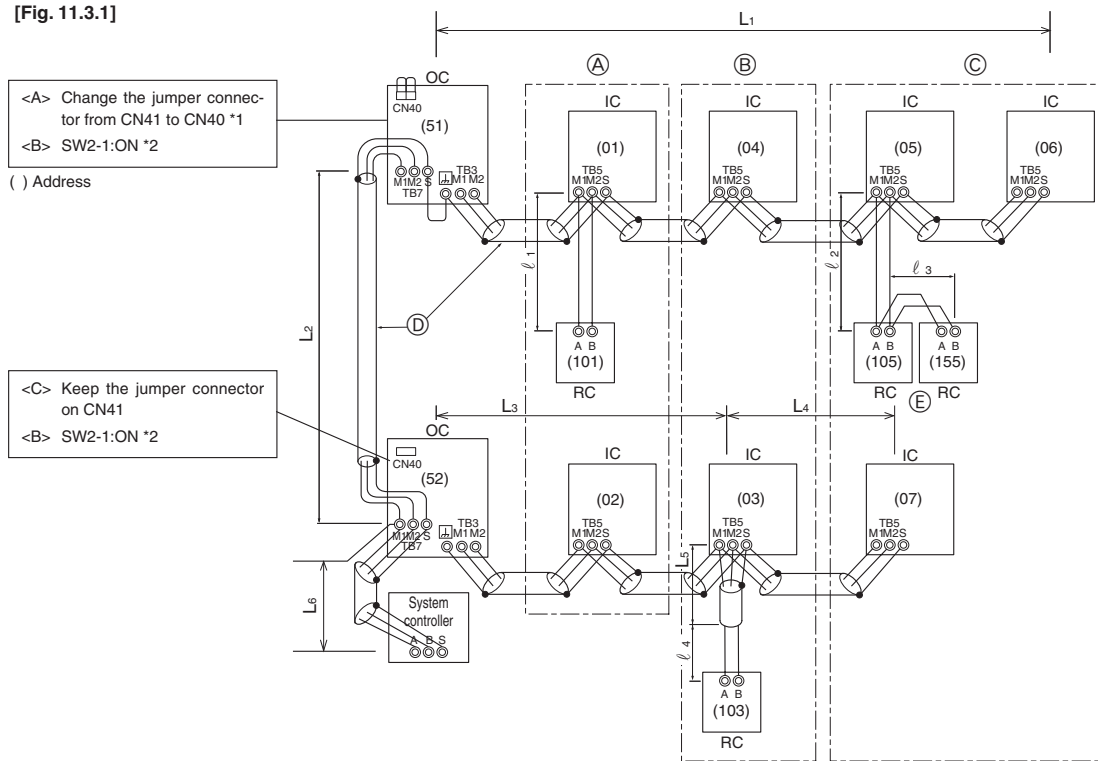 [Fig. 11.3.1]
L1
<A> Change the jumper connec-
tor from CN41 to CN40 *1
<B> SW2-1:ON *2
( ) Address
OC
CN40
(51)
M1M2 S
TB7
TB3
M1 M2
Ⓐ
IC
(01)
TB5
M1M2S
Ⓑ
IC
(04)
TB5
M1M2S
Ⓒ
IC
(05)
TB5
M1M2S
IC
(06)
TB5
M1M2S
L2
Ⓓ
ℓ 1
A B
(101)
RC
ℓ 2
ℓ 3
A B
(105)
RC
A B
(155)
RC
Ⓔ
<C> Keep the jumper connector
on CN41
<B> SW2-1:ON *2
L3
L4
OC
CN40
(52)
M1M2 S
TB7
TB3
M1 M2
IC
(02)
TB5
M1M2S
IC
(03)
TB5
M1M2S
IC
(07)
TB5
M1M2S
L5
L6
System
controller
A B S
ℓ 4
A B
(103)
RC